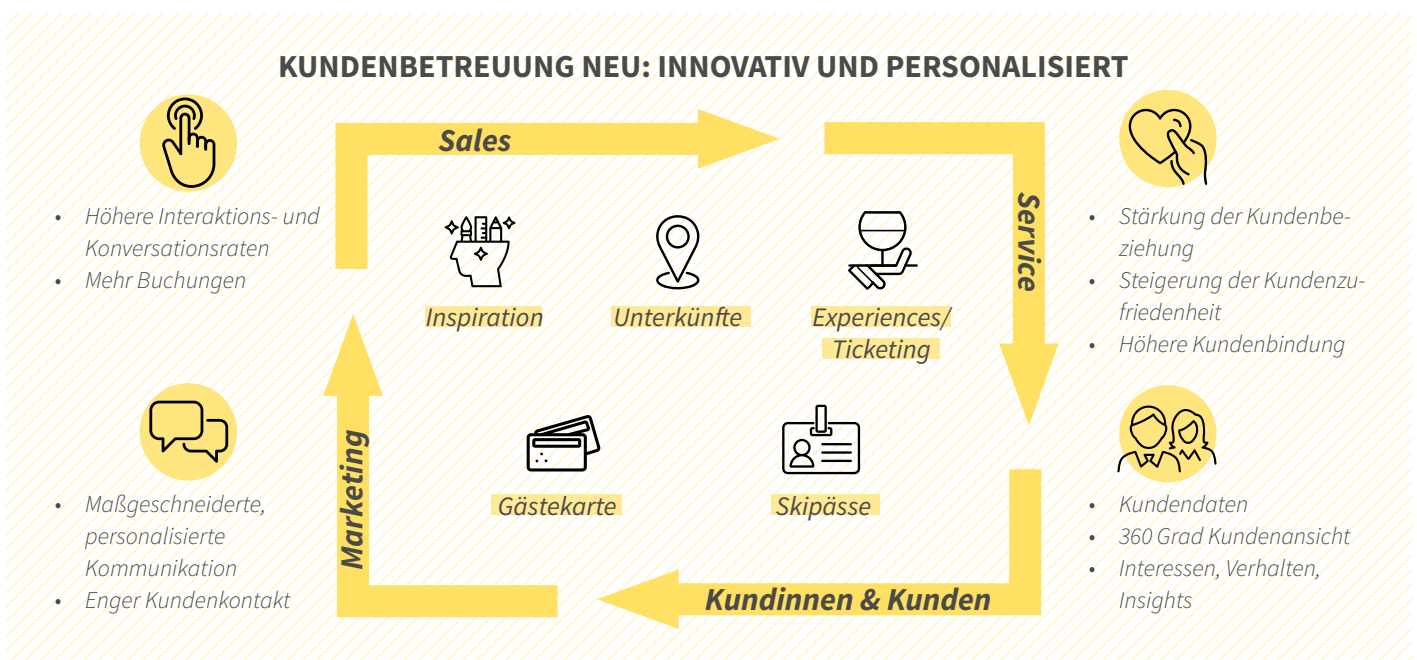 KUNDENBETREUUNG NEU: INNOVATIV UND PERSONALISIERT
Sales
Service
Kundinnen & Kunden
Marketing
• Höhere Interaktions- und
Konversationsraten
• Mehr Buchungen
Inspiration
Unterkünfte
Experiences/
Ticketing
Gästekarte
Skipässe
• Stärkung der Kundenbe-
ziehung
• Steigerung der Kundenzu-
friedenheit
• Höhere Kundenbindung
• Maßgeschneiderte,
personalisierte
Kommunikation
• Enger Kundenkontakt
• Kundendaten
• 360 Grad Kundenansicht
• Interessen, Verhalten,
Insights